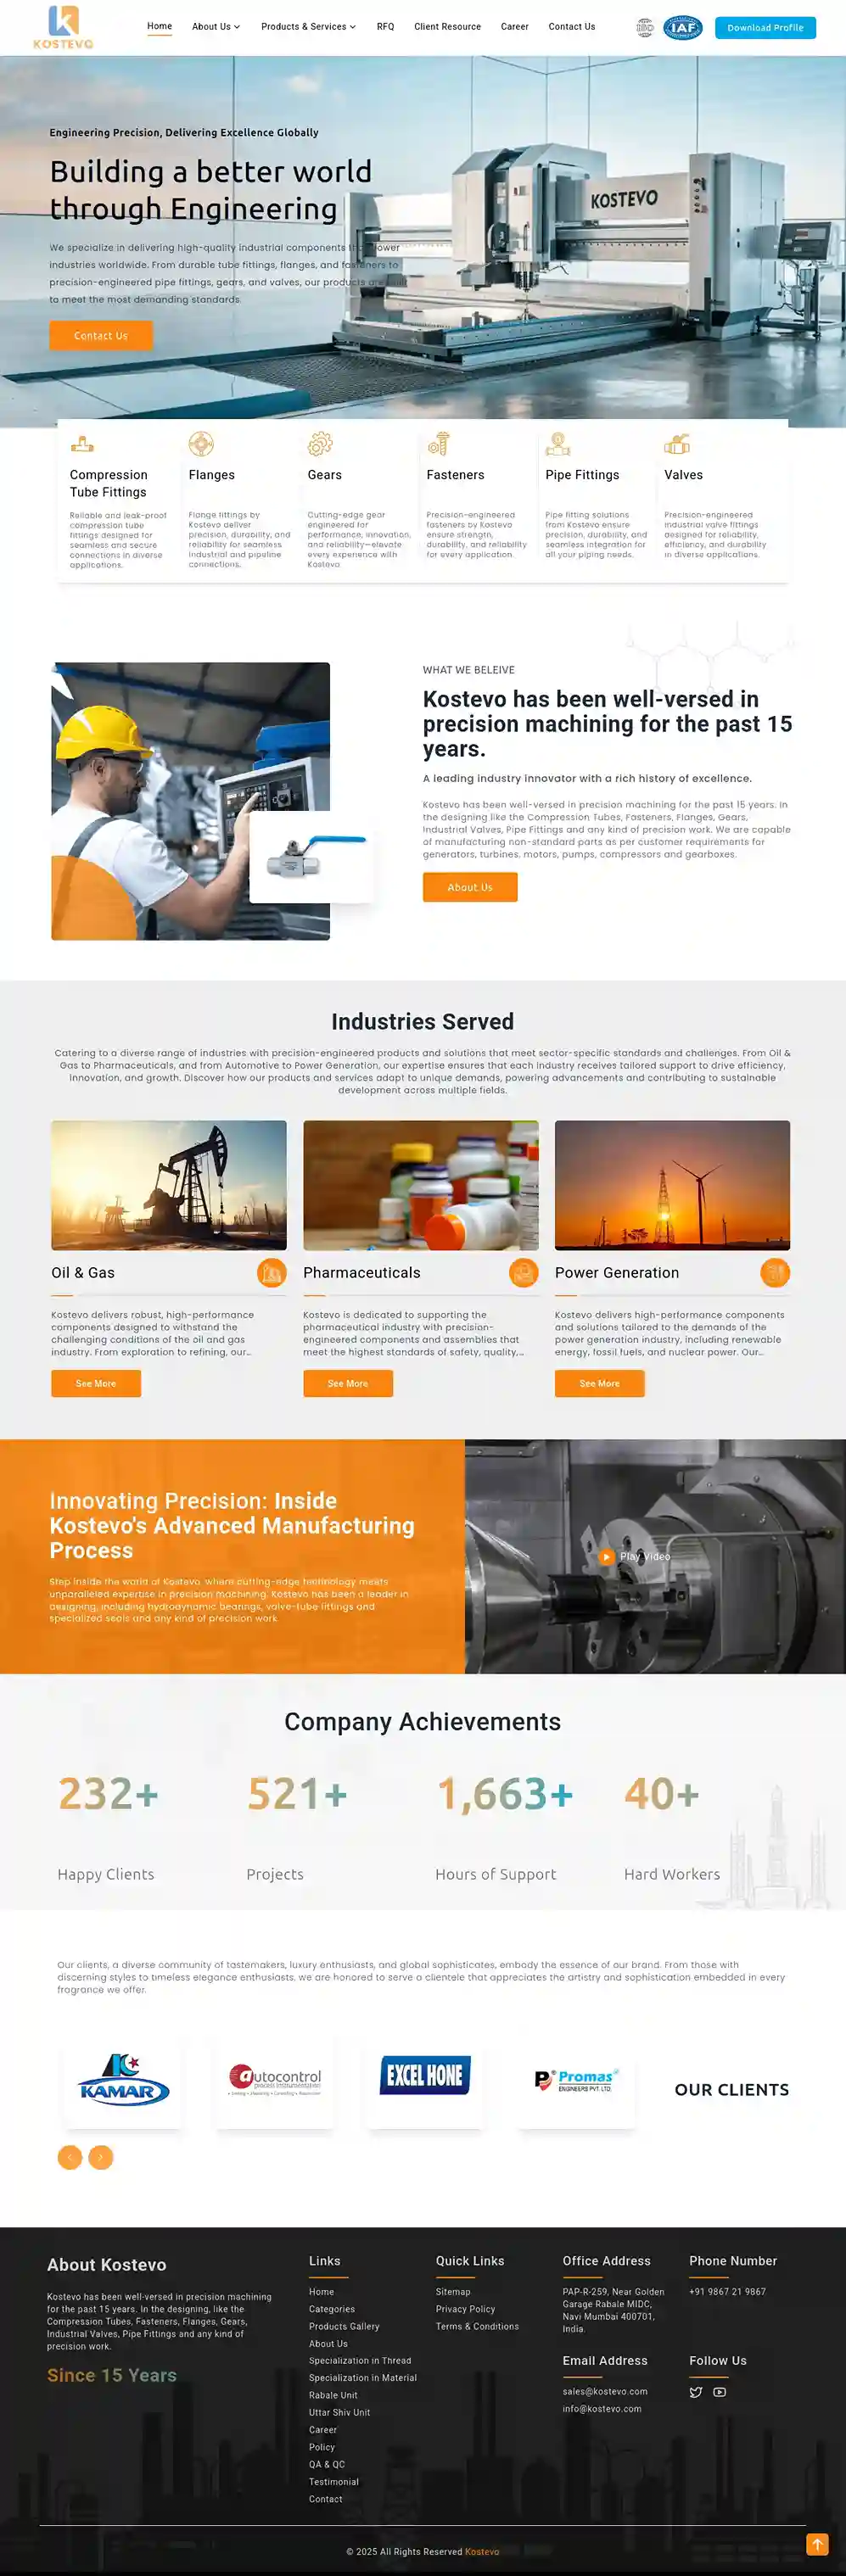 KOSTEVO
Home
About Us
Products & Services
RFQ
Client Resource
Career
Contact Us
ISO
IAF
Download Profile
Engineering Precision, Delivering Excellence Globally
Building a better world
through Engineering
We specialize in delivering high-quality industrial components that power
industries worldwide. From durable tube fittings, flanges, and fasteners to
precision-engineered pipe fittings, gears, and valves, our products are built
to meet the most demanding standards.
Contact Us
KOSTEVO
Compression
Tube Fittings
Reliable and leak-proof
compression tube
fittings designed for
seamless and secure
connections in diverse
applications.
Flanges
Flange fittings by
Kostevo deliver
precision, durability, and
reliability for seamless
industrial and pipeline
connections.
Gears
Cutting-edge gear
engineered for
performance, innovation,
and reliability—elevate
every experience with
Kostevo
Fasteners
Precision-engineered
fasteners by Kostevo
ensure strength,
durability, and reliability
for every application.
Pipe Fittings
Pipe fitting solutions
from Kostevo ensure
precision, durability, and
seamless integration for
all your piping needs.
Valves
Precision-engineered
industrial valve fittings
designed for reliability,
efficiency, and durability
in diverse applications.
WHAT WE BELEIVE
Kostevo has been well-versed in
precision machining for the past 15
years.
A leading industry innovator with a rich history of excellence.
Kostevo has been well-versed in precision machining for the past 15 years. In
the designing like the Compression Tubes, Fasteners, Flanges, Gears,
Industrial Valves, Pipe Fittings and any kind of precision work. We are capable
of manufacturing non-standard parts as per customer requirements for
generators, turbines, motors, pumps, compressors and gearboxes.
About Us
Industries Served
Catering to a diverse range of industries with precision-engineered products and solutions that meet sector-specific standards and challenges. From Oil &
Gas to Pharmaceuticals, and from Automotive to Power Generation, our expertise ensures that each industry receives tailored support to drive efficiency,
innovation, and growth. Discover how our products and services adapt to unique demands, powering advancements and contributing to sustainable
development across multiple fields.
Oil & Gas
Kostevo delivers robust, high-performance
components designed to withstand the
challenging conditions of the oil and gas
industry. From exploration to refining, our...
See More
Pharmaceuticals
Kostevo is dedicated to supporting the
pharmaceutical industry with precision-
engineered components and assemblies that
meet the highest standards of safety, quality,...
See More
Power Generation
Kostevo delivers high-performance components
and solutions tailored to the demands of the
power generation industry, including renewable
energy, fossil fuels, and nuclear power. Our...
See More
Innovating Precision: Inside
Kostevo's Advanced Manufacturing
Process
Step inside the world of Kostevo, where cutting-edge technology meets
unparalleled expertise in precision machining. Kostevo has been a leader in
designing, including hydrodynamic bearings, valve-tube fittings and
specialized seals and any kind of precision work.
Play Video
Company Achievements
232+
521+
1,663+
40+
Happy Clients
Projects
Hours of Support
Hard Workers
Our clients, a diverse community of tastemakers, luxury enthusiasts, and global sophisticates, embody the essence of our brand. From those with
discerning styles to timeless elegance enthusiasts, we are honored to serve a clientele that appreciates the artistry and sophistication embedded in every
fragrance we offer.
KAMAR
autocontrol
process instrumentation
EXCEL HONE
Promas
ENGINEERS PVT. LTD.
OUR CLIENTS
About Kostevo
Kostevo has been well-versed in precision machining
for the past 15 years. In the designing, like the
Compression Tubes, Fasteners, Flanges, Gears,
Industrial Valves, Pipe Fittings and any kind of
precision work.
Since 15 Years
Links
Home
Categories
Products Gallery
About Us
Specialization in Thread
Specialization in Material
Rabale Unit
Uttar Shiv Unit
Career
Policy
QA & QC
Testimonial
Contact
Quick Links
Sitemap
Privacy Policy
Terms & Conditions
Office Address
PAP-R-259, Near Golden
Garage Rabale MIDC,
Navi Mumbai 400701,
India.
Phone Number
+91 9867 21 9867
Email Address
sales@kostevo.com
info@kostevo.com
Follow Us
© 2025 All Rights Reserved Kostevo